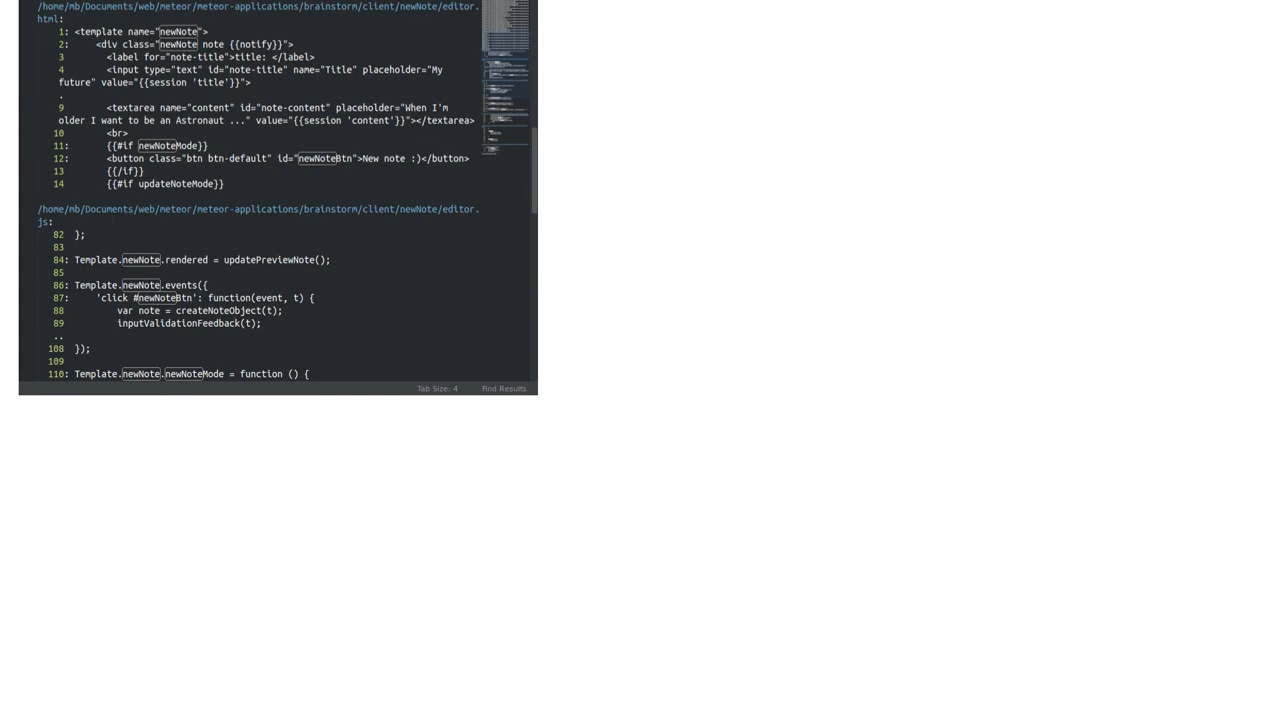 /home/mb/Documents/web/meteor/meteor-applications/brainstorm/client/newNote/editor.
html:
1: <template name="newNote">
2:     <div class="newNote note {{notify}}">
3       <label for="note-title">title: </label>
4       <input type="text" id="note-title" name="Title" placeholder="My
future" value="{{session 'title'}}">
.
9       <textarea name="content" id="note-content" placeholder="When I'm
older I want to be an Astronaut ..." value="{{session 'content'}}"></textarea>
10       <br>
11:       {{#if newNoteMode}}
12:       <button class="btn btn-default" id="newNoteBtn">New note :)</button>
13       {{/if}}
14       {{#if updateNoteMode}}
/home/mb/Documents/web/meteor/meteor-applications/brainstorm/client/newNote/editor.
js:
82  };
83
84: Template.newNote.rendered = updatePreviewNote();
85
86: Template.newNote.events({
87:     'click #newNoteBtn': function(event, t) {
88         var note = createNoteObject(t);
89         inputValidationFeedback(t);
..
108  });
109
110: Template.newNote.newNoteMode = function () {
Tab Size: 4    Find Results